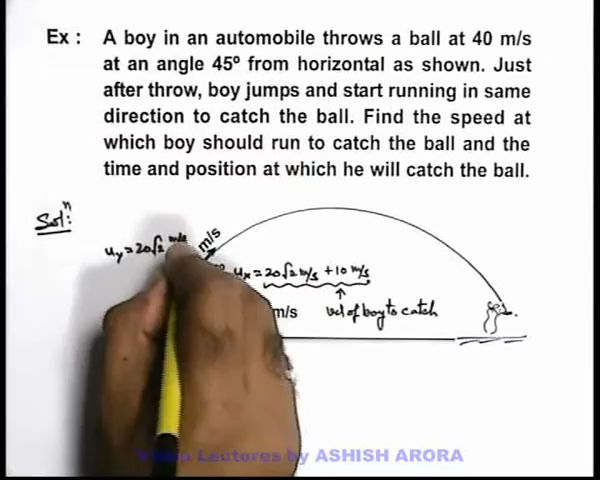 Ex : A boy in an automobile throws a ball at 40 m/s
at an angle 45º from horizontal as shown. Just
after throw, boy jumps and start running in same
direction to catch the ball. Find the speed at
which boy should run to catch the ball and the
time and position at which he will catch the ball.
Solⁿ:
uy = 20√2 m/s
m/s
ux = 20√2 m/s + 10 m/s
m/s
vel of boy to catch
Video Lectures by ASHISH ARORA